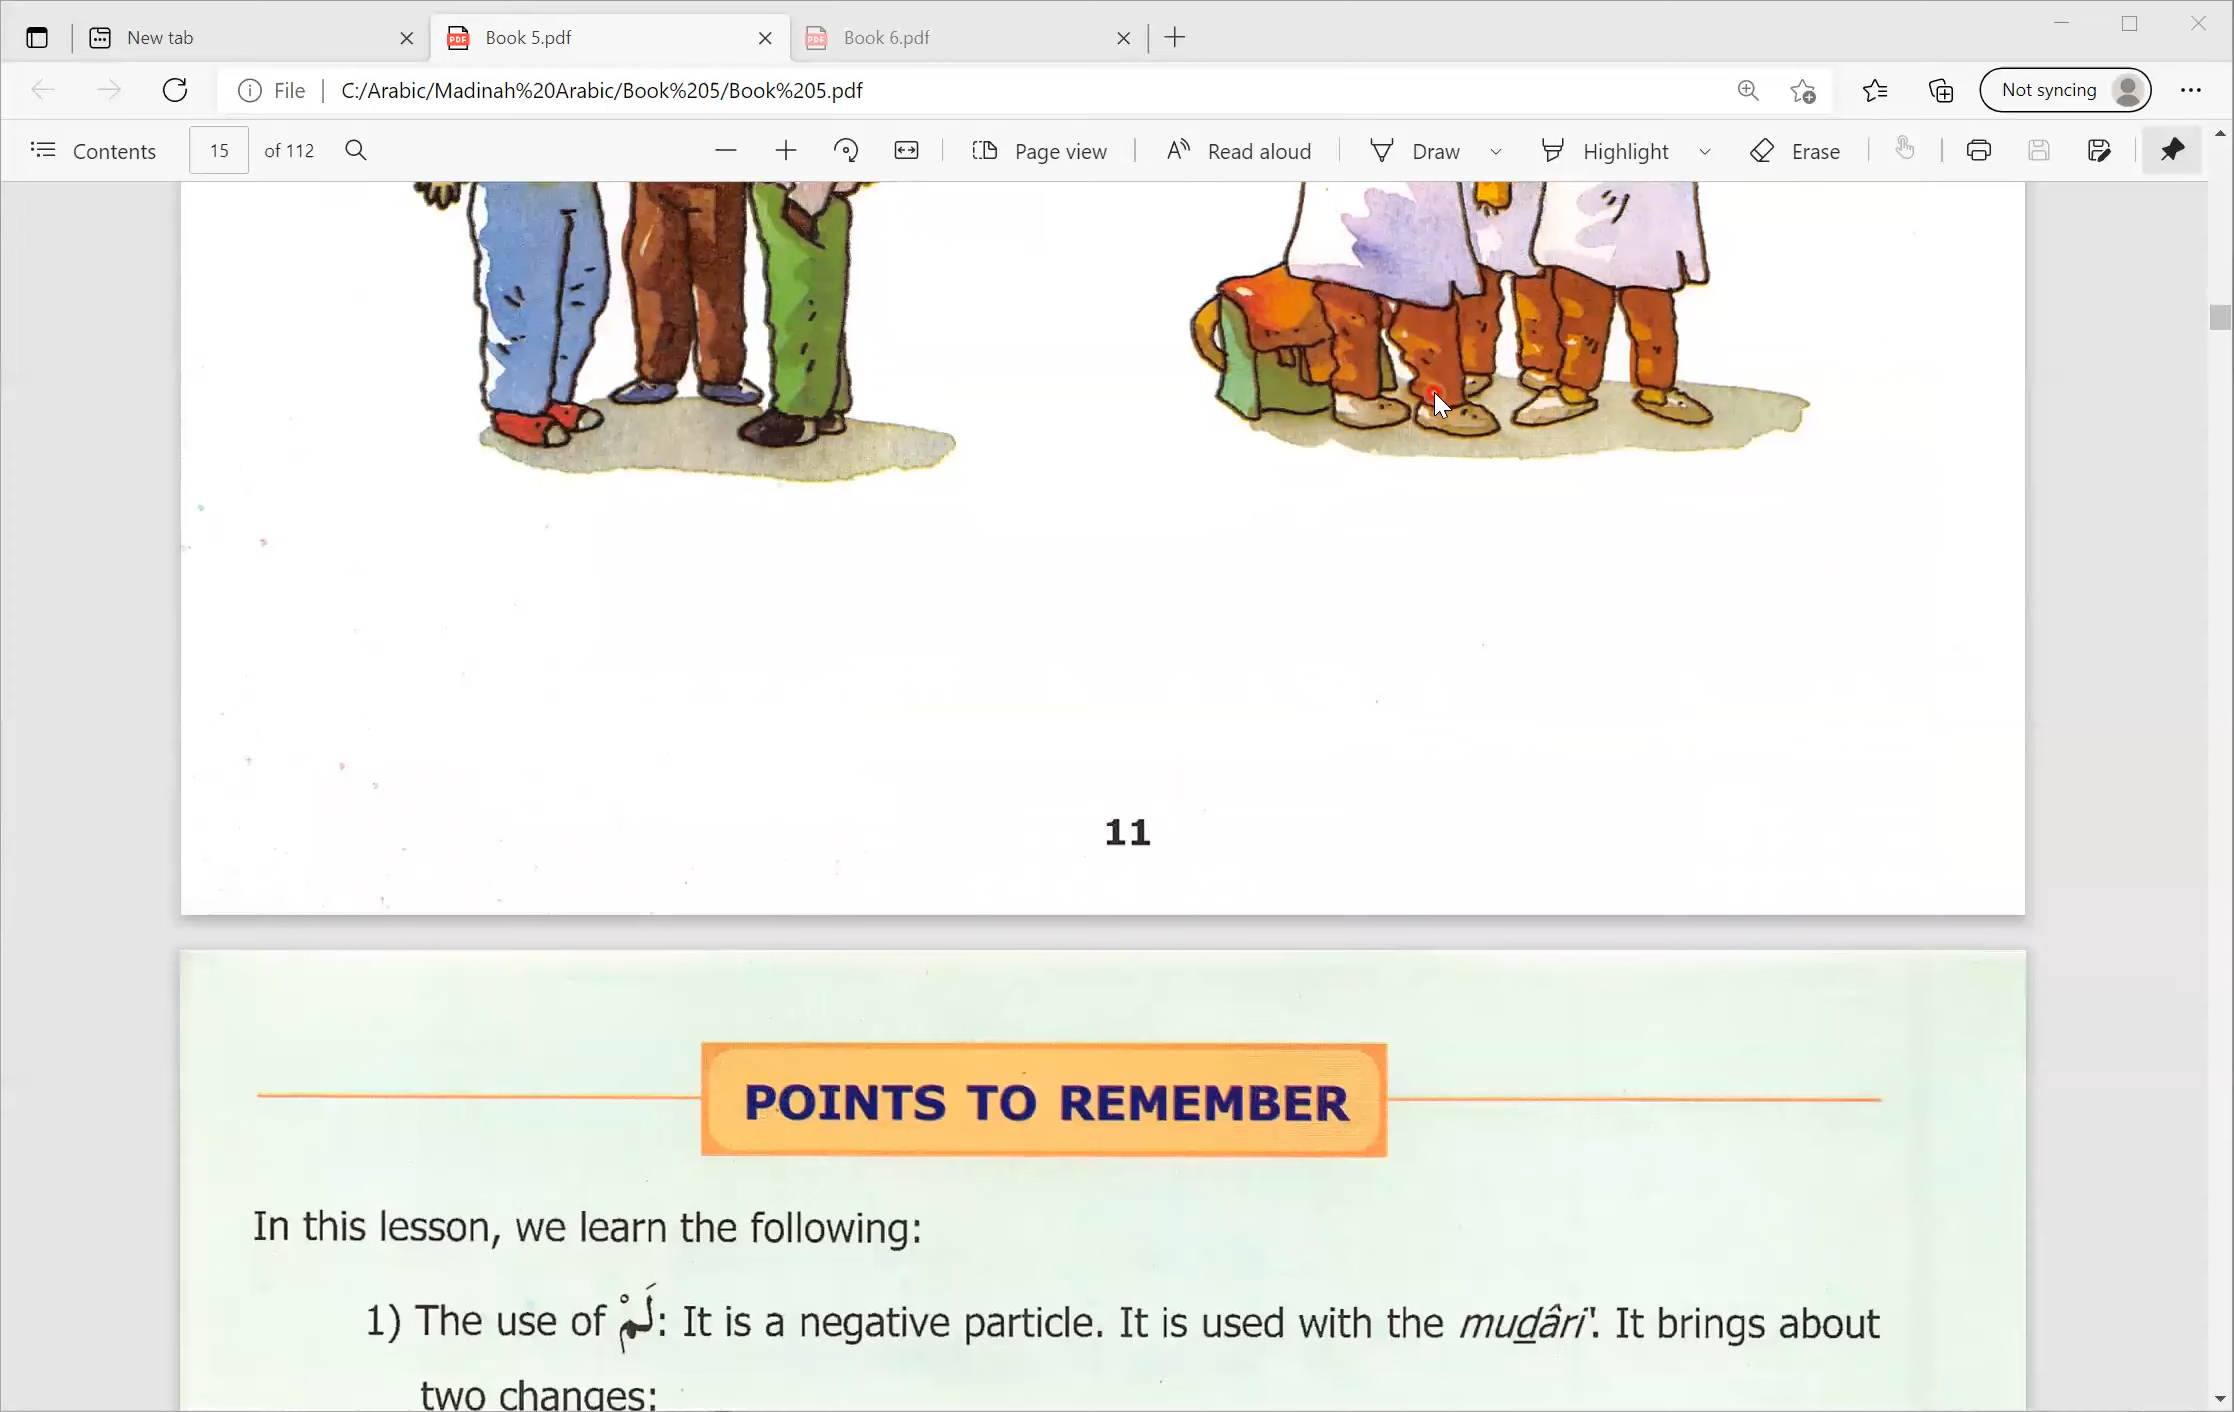 New tab
Book 5.pdf
Book 6.pdf
File
C:/Arabic/Madinah%20Arabic/Book%205/Book%205.pdf
Not syncing
Contents
15 of 112
Page view
Read aloud
Draw
Highlight
Erase
11
POINTS TO REMEMBER
In this lesson, we learn the following:
1) The use of لَمْ: It is a negative particle. It is used with the muḏâri'. It brings about
two changes: